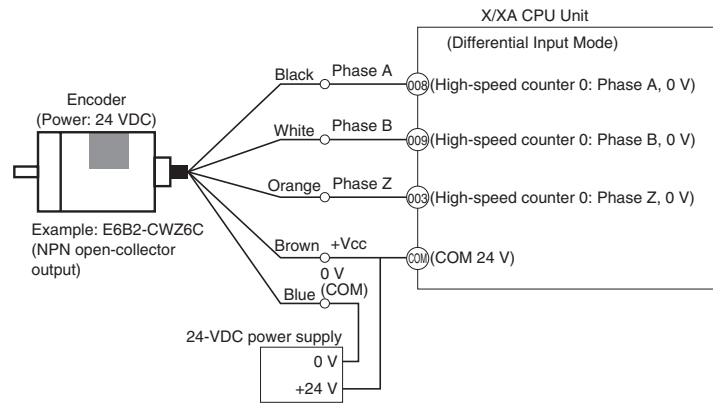 X/XA CPU Unit
(Differential Input Mode)
Black Phase A
008 (High-speed counter 0: Phase A, 0 V)
Encoder
(Power: 24 VDC)
White Phase B
009 (High-speed counter 0: Phase B, 0 V)
Orange Phase Z
003 (High-speed counter 0: Phase Z, 0 V)
Example: E6B2-CWZ6C
(NPN open-collector
output)
Brown +Vcc
COM (COM 24 V)
0 V
(COM)
Blue
24-VDC power supply
0 V
+24 V